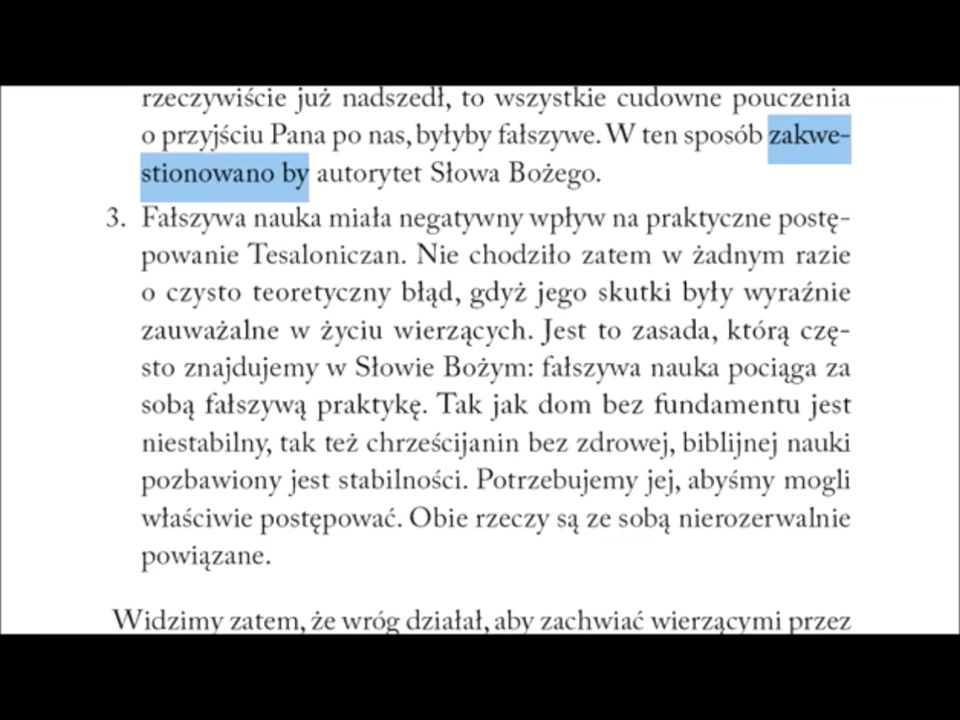 rzeczywiście już nadszedł, to wszystkie cudowne pouczenia
o przyjściu Pana po nas, byłyby fałszywe. W ten sposób zakwe-
stionowano by autorytet Słowa Bożego.
3. Fałszywa nauka miała negatywny wpływ na praktyczne postę-
powanie Tesaloniczan. Nie chodziło zatem w żadnym razie
o czysto teoretyczny błąd, gdyż jego skutki były wyraźnie
zauważalne w życiu wierzących. Jest to zasada, którą czę-
sto znajdujemy w Słowie Bożym: fałszywa nauka pociąga za
sobą fałszywą praktykę. Tak jak dom bez fundamentu jest
niestabilny, tak też chrześcijanin bez zdrowej, biblijnej nauki
pozbawiony jest stabilności. Potrzebujemy jej, abyśmy mogli
właściwie postępować. Obie rzeczy są ze sobą nierozerwalnie
powiązane.
Widzimy zatem, że wróg działał, aby zachwiać wierzącymi przez